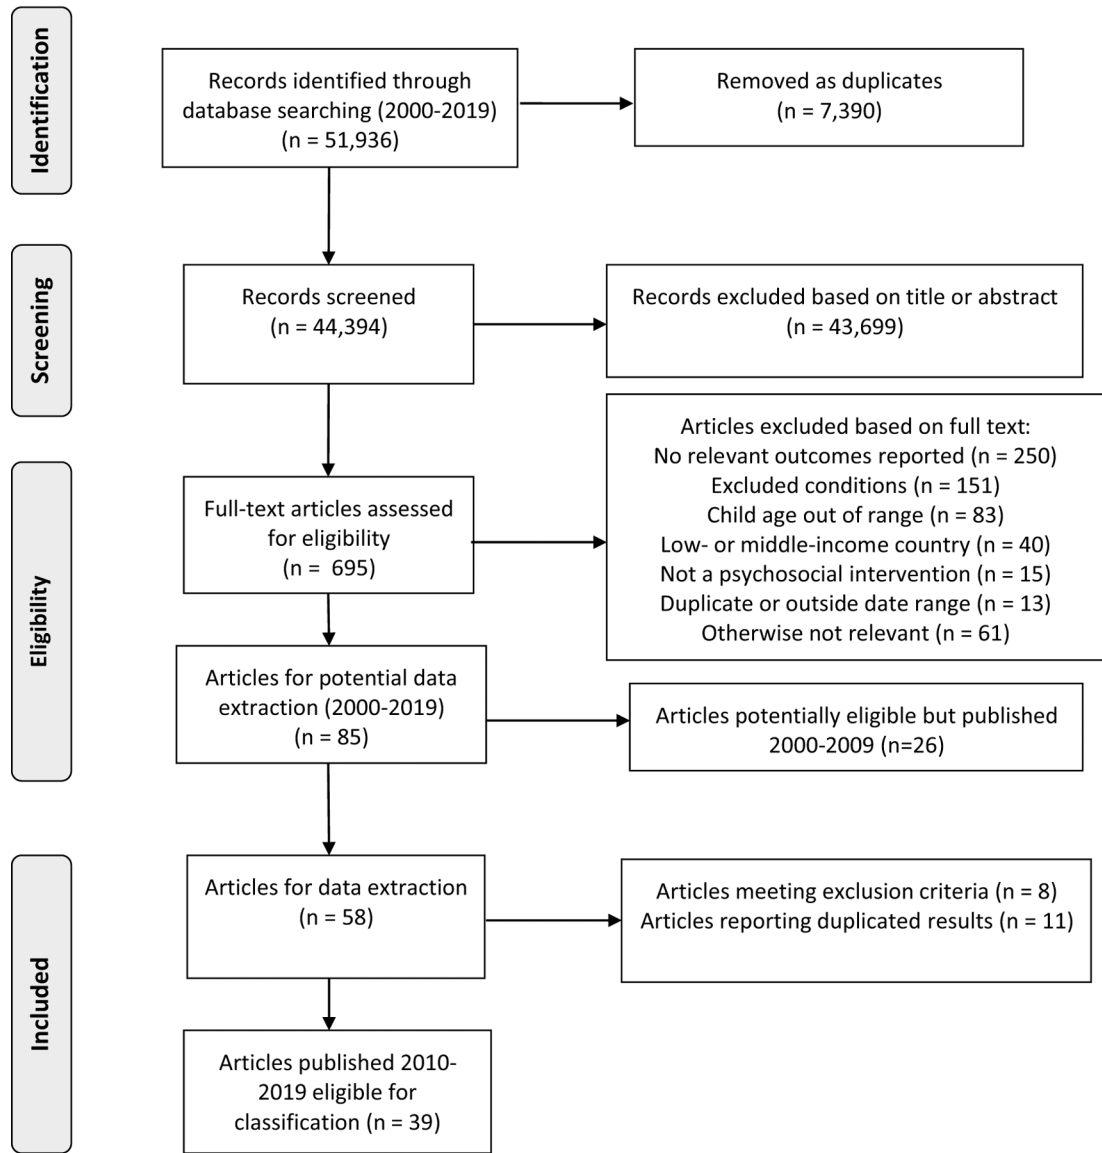 Identification
Records identified through
database searching (2000-2019)
(n = 51,936)
Removed as duplicates
(n = 7,390)
Screening
Records screened
(n = 44,394)
Records excluded based on title or abstract
(n = 43,699)
Eligibility
Full-text articles assessed
for eligibility
(n =  695)
Articles excluded based on full text:
No relevant outcomes reported (n = 250)
Excluded conditions (n = 151)
Child age out of range (n = 83)
Low- or middle-income country (n = 40)
Not a psychosocial intervention (n = 15)
Duplicate or outside date range (n = 13)
Otherwise not relevant (n = 61)
Articles for potential data
extraction (2000-2019)
(n = 85)
Articles potentially eligible but published
2000-2009 (n=26)
Included
Articles for data extraction
(n = 58)
Articles meeting exclusion criteria (n = 8)
Articles reporting duplicated results (n = 11)
Articles published 2010-
2019 eligible for
classification (n = 39)